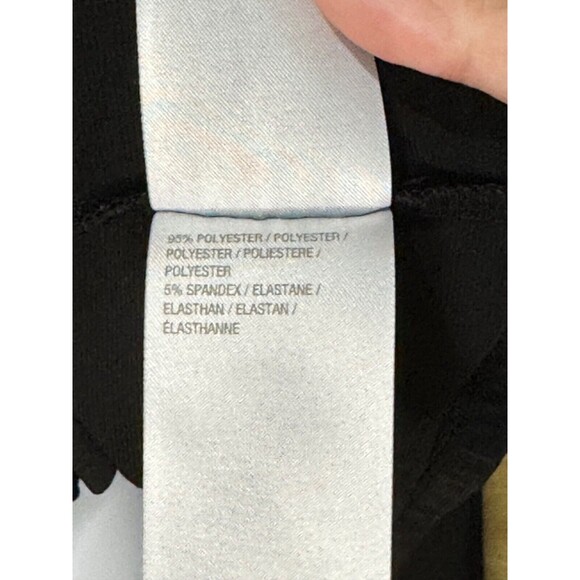 95% POLYESTER / POLYESTER /
POLYESTER / POLIESTERE /
POLYESTER
5% SPANDEX / ELASTANE /
ELASTHAN / ELASTAN /
ÉLASTHANNE